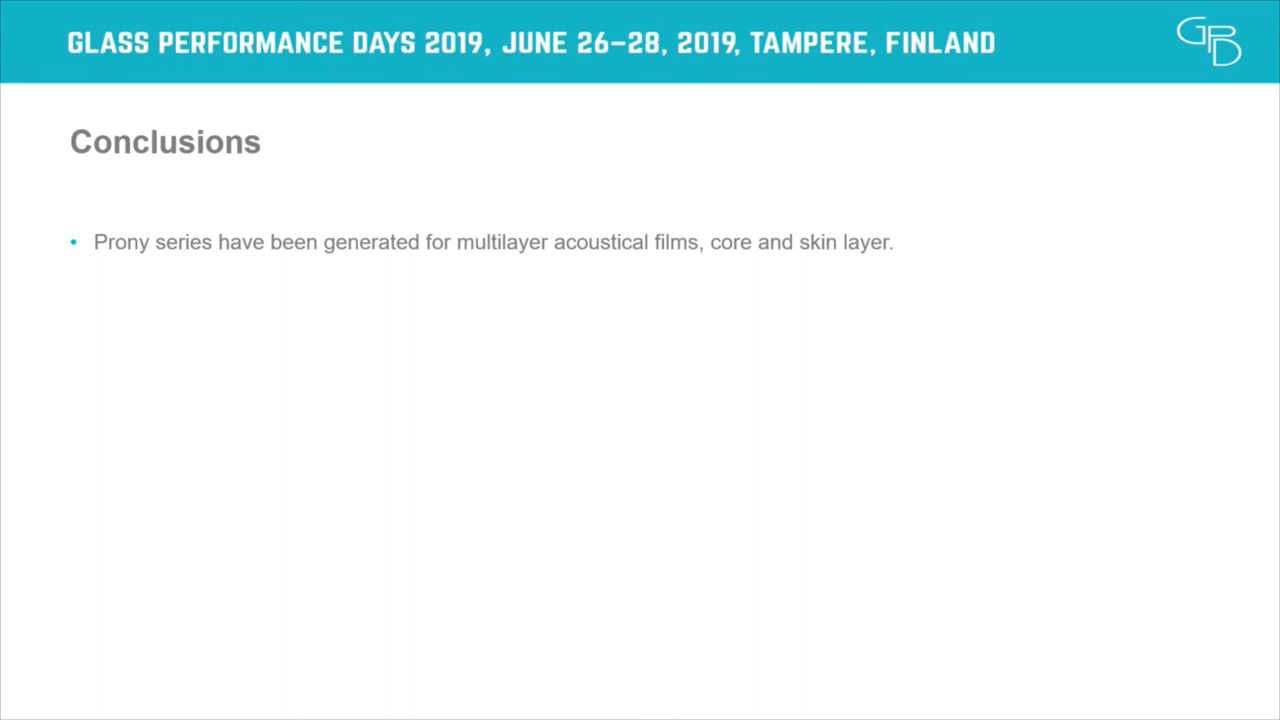 GLASS PERFORMANCE DAYS 2019, JUNE 26–28, 2019, TAMPERE, FINLAND
GPD
Conclusions
• Prony series have been generated for multilayer acoustical films, core and skin layer.